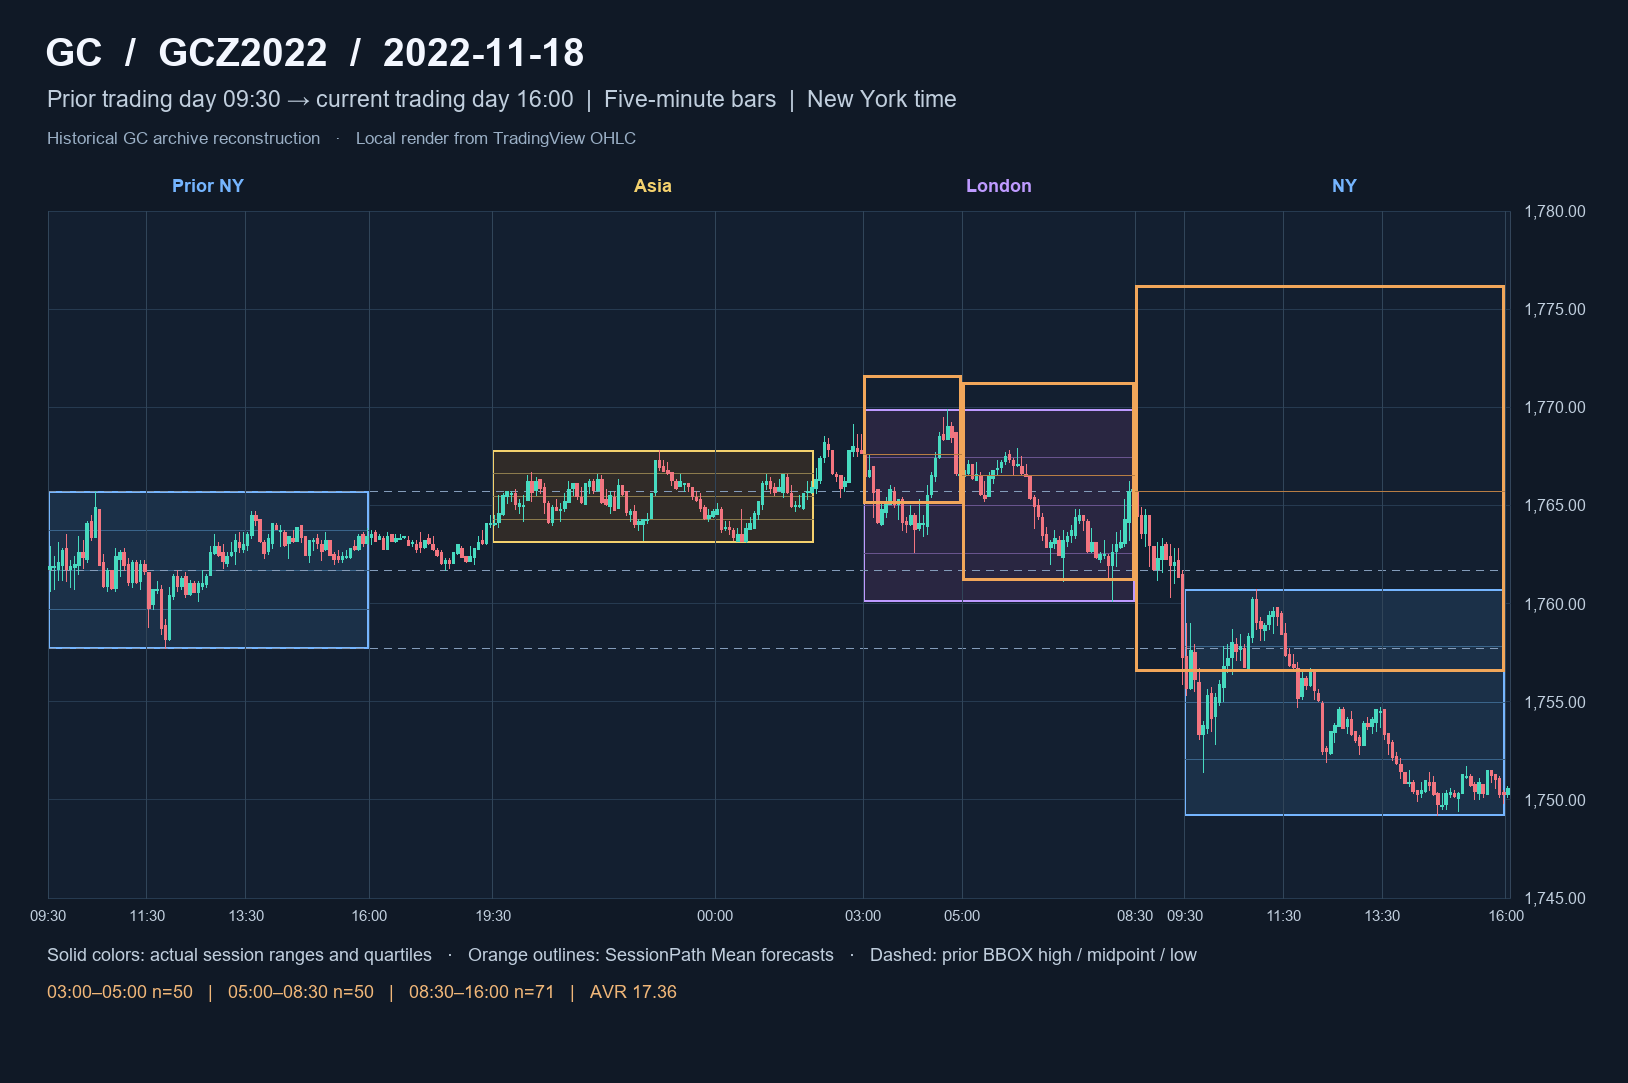 GC / GCZ2022 / 2022-11-18
Prior trading day 09:30 → current trading day 16:00 | Five-minute bars | New York time
Historical GC archive reconstruction · Local render from TradingView OHLC
Prior NY Asia London NY
1,780.00
1,775.00
1,770.00
1,765.00
1,760.00
1,755.00
1,750.00
1,745.00
09:30 11:30 13:30 16:00 19:30 00:00 03:00 05:00 08:30 09:30 11:30 13:30 16:00
Solid colors: actual session ranges and quartiles · Orange outlines: SessionPath Mean forecasts · Dashed: prior BBOX high / midpoint / low
03:00–05:00 n=50 | 05:00–08:30 n=50 | 08:30–16:00 n=71 | AVR 17.36